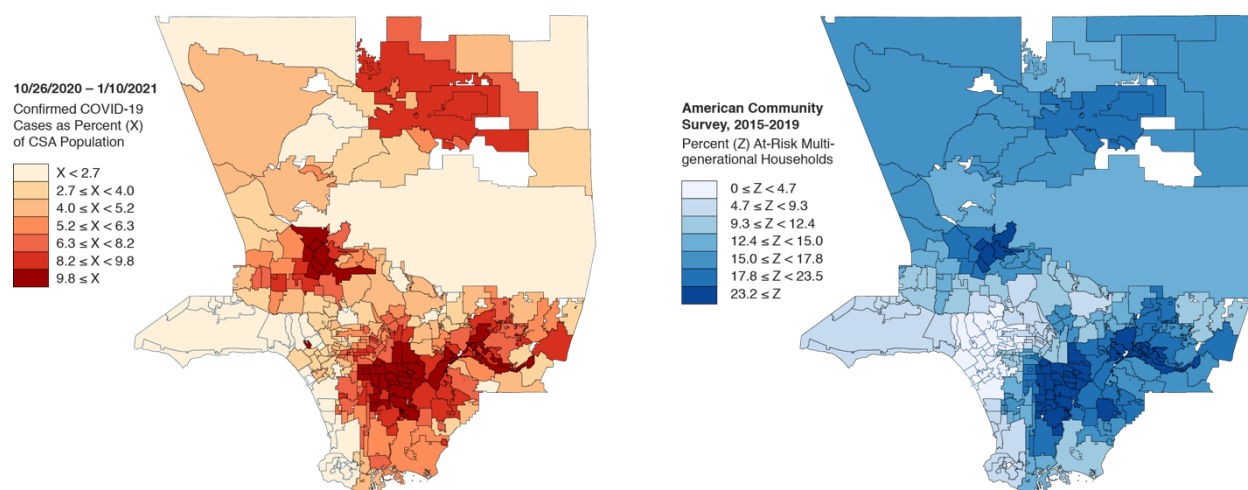 10/26/2020 – 1/10/2021
Confirmed COVID-19
Cases as Percent (X)
of CSA Population
X < 2.7
2.7 ≤ X < 4.0
4.0 ≤ X < 5.2
5.2 ≤ X < 6.3
6.3 ≤ X < 8.2
8.2 ≤ X < 9.8
9.8 ≤ X
American Community
Survey, 2015-2019
Percent (Z) At-Risk Multi-
generational Households
0 ≤ Z < 4.7
4.7 ≤ Z < 9.3
9.3 ≤ Z < 12.4
12.4 ≤ Z < 15.0
15.0 ≤ Z < 17.8
17.8 ≤ Z < 23.5
23.2 ≤ Z